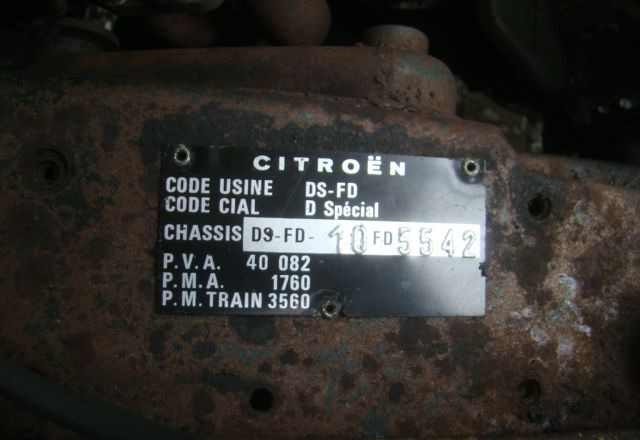 CITROËN
CODE USINE DS-FD
CODE CIAL D Spécial
CHASSIS DS-FD- 10 FD 5542
P.V.A. 40 082
P.M.A. 1760
P.M. TRAIN 3560